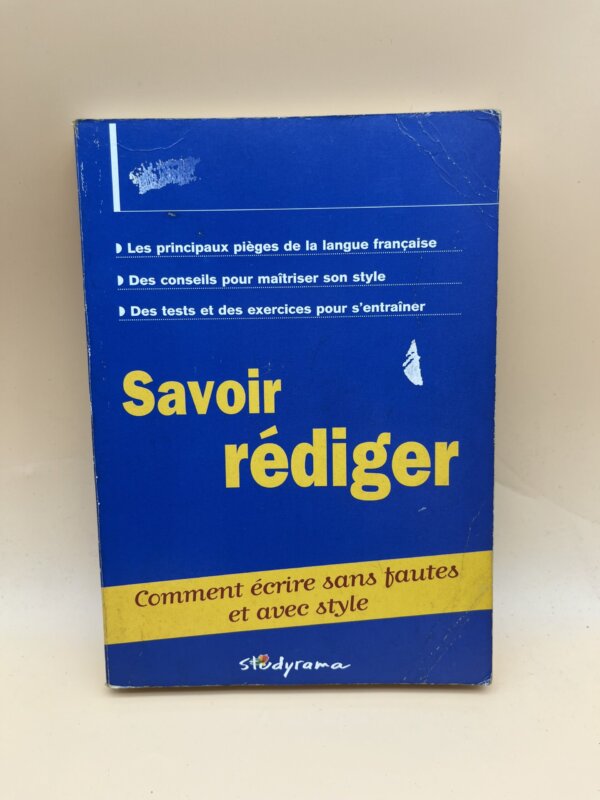 Les principaux pièges de la langue française
Des conseils pour maîtriser son style
Des tests et des exercices pour s'entraîner
Savoir
rédiger
Comment écrire sans fautes
et avec style
studyrama